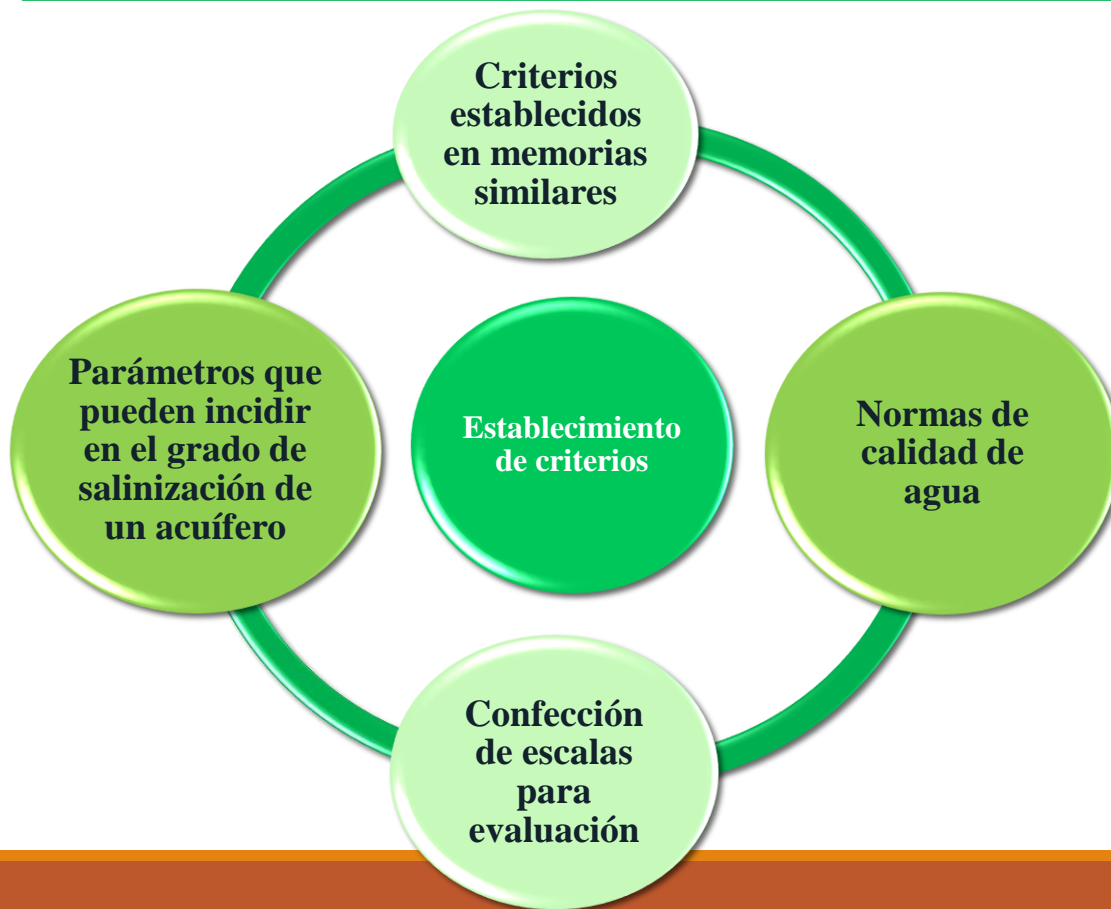 Criterios
establecidos
en memorias
similares
Parámetros que
pueden incidir
en el grado de
salinización de
un acuífero
Establecimiento
de criterios
Normas de
calidad de
agua
Confección
de escalas
para
evaluación